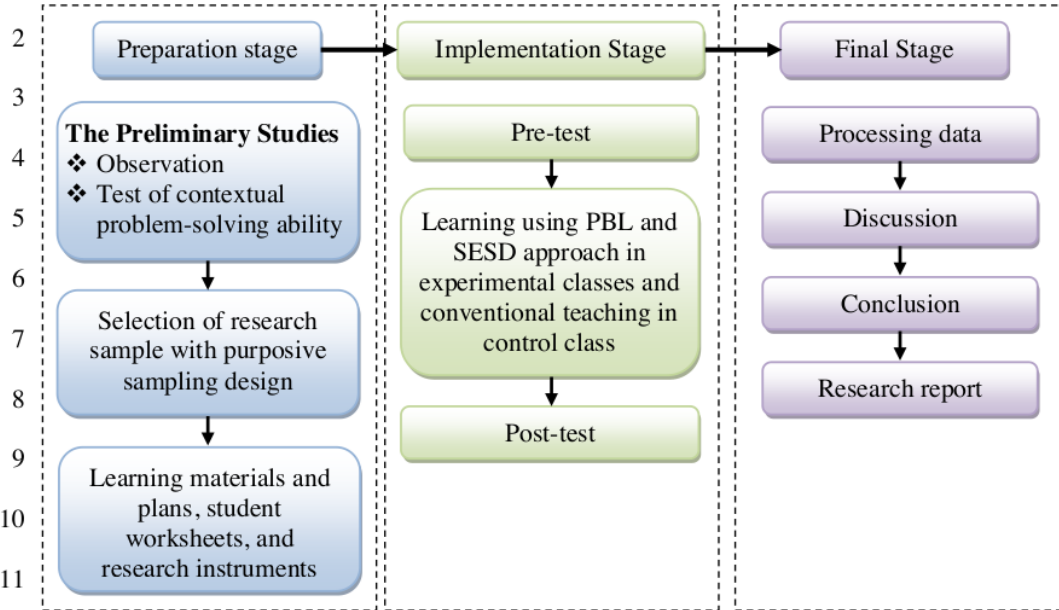 2
3
4
5
6
7
8
9
10
11
Preparation stage
The Preliminary Studies
❖ Observation
❖ Test of contextual
problem-solving ability
Selection of research
sample with purposive
sampling design
Learning materials and
plans, student
worksheets, and
research instruments
Implementation Stage
Pre-test
Learning using PBL and
SESD approach in
experimental classes and
conventional teaching in
control class
Post-test
Final Stage
Processing data
Discussion
Conclusion
Research report